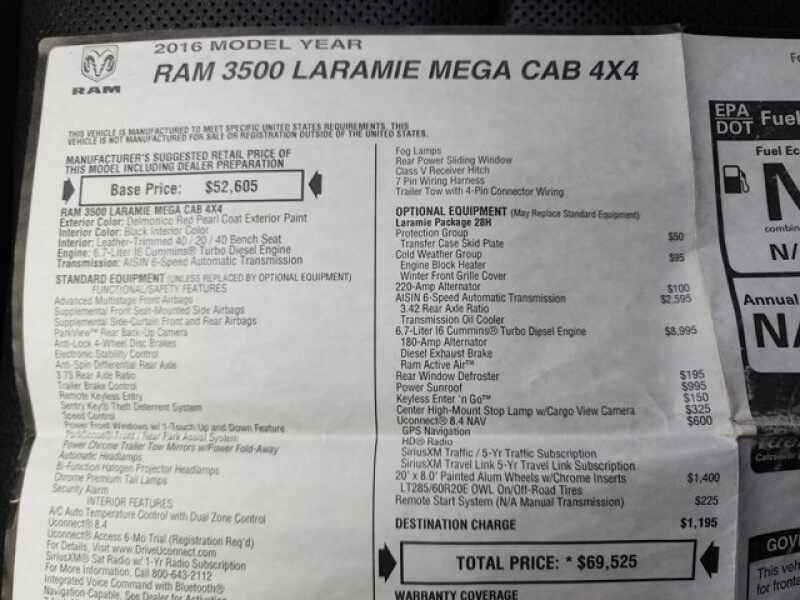 RAM
2016 MODEL YEAR
RAM 3500 LARAMIE MEGA CAB 4X4
THIS VEHICLE IS MANUFACTURED TO MEET SPECIFIC UNITED STATES REQUIREMENTS. THIS
VEHICLE IS NOT MANUFACTURED FOR SALE OR REGISTRATION OUTSIDE OF THE UNITED STATES.
MANUFACTURER'S SUGGESTED RETAIL PRICE OF
THIS MODEL INCLUDING DEALER PREPARATION
Base Price: $52,605
RAM 3500 LARAMIE MEGA CAB 4X4
Exterior Color: Delmonico Red Pearl Coat Exterior Paint
Interior Color: Black Interior Color
Interior: Leather-Trimmed 40 / 20 / 40 Bench Seat
Engine: 6.7-Liter I6 Cummins® Turbo Diesel Engine
Transmission: AISIN 6-Speed Automatic Transmission
STANDARD EQUIPMENT (UNLESS REPLACED BY OPTIONAL EQUIPMENT)
FUNCTIONAL/SAFETY FEATURES
Advanced Multistage Front Airbags
Supplemental Front Seat-Mounted Side Airbags
Supplemental Side-Curtain Front and Rear Airbags
ParkView™ Rear Back-Up Camera
Anti-Lock 4-Wheel Disc Brakes
Electronic Stability Control
Anti-Spin Differential Rear Axle
3.73 Rear Axle Ratio
Trailer Brake Control
Remote Keyless Entry
Sentry Key® Theft Deterrent System
Speed Control
Power Front Windows w/1-Touch Up and Down Feature
ParkSense® Front / Rear Park Assist System
Power Chrome Trailer Tow Mirrors w/Power Fold-Away
Automatic Headlamps
Bi-Function Halogen Projector Headlamps
Chrome Premium Tail Lamps
Security Alarm
INTERIOR FEATURES
A/C Auto Temperature Control with Dual Zone Control
Uconnect® 8.4
Uconnect® Access 6-Mo Trial (Registration Req'd)
For Details, Visit www.DriveUconnect.com
SiriusXM® Sat Radio w/ 1-Yr Radio Subscription
For More Information, Call 800-643-2112
Integrated Voice Command with Bluetooth®
Navigation-Capable. See Dealer for Activation
Fog Lamps
Rear Power Sliding Window
Class V Receiver Hitch
7 Pin Wiring Harness
Trailer Tow with 4-Pin Connector Wiring
OPTIONAL EQUIPMENT (May Replace Standard Equipment)
Laramie Package 28H
Protection Group $50
Transfer Case Skid Plate
Cold Weather Group $95
Engine Block Heater
Winter Front Grille Cover
220-Amp Alternator $100
AISIN 6-Speed Automatic Transmission $2,595
3.42 Rear Axle Ratio
Transmission Oil Cooler
6.7-Liter I6 Cummins® Turbo Diesel Engine $8,995
180-Amp Alternator
Diesel Exhaust Brake
Ram Active Air™
Rear Window Defroster $195
Power Sunroof $995
Keyless Enter 'n Go™ $150
Center High-Mount Stop Lamp w/Cargo View Camera $325
Uconnect® 8.4 NAV $600
GPS Navigation
HD® Radio
SiriusXM Traffic / 5-Yr Traffic Subscription
SiriusXM Travel Link 5-Yr Travel Link Subscription
20" x 8.0" Painted Alum Wheels w/Chrome Inserts $1,400
LT285/60R20E OWL On/Off-Road Tires
Remote Start System (N/A Manual Transmission) $225
DESTINATION CHARGE $1,195
TOTAL PRICE: * $69,525
WARRANTY COVERAGE
EPA
DOT
Fuel
Fuel Ec
N
combin
N/
Annual
N/
GOV
This veh
for fronta